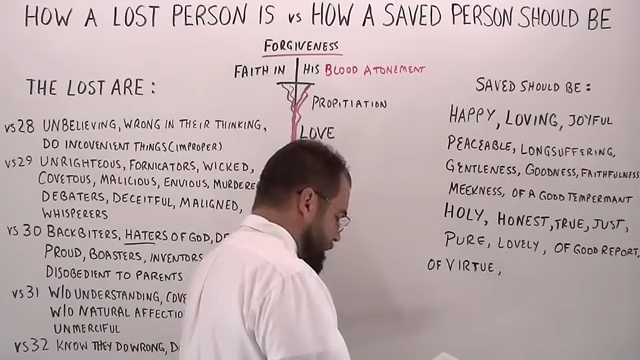 HOW A LOST PERSON IS vs HOW A SAVED PERSON SHOULD BE
FORGIVENESS
FAITH IN HIS BLOOD ATONEMENT
PROPITIATION
LOVE
THE LOST ARE:
vs28 UNBELIEVING, WRONG IN THEIR THINKING,
DO INCOVENIENT THINGS (IMPROPER)
vs29 UNRIGHTEOUS, FORNICATORS, WICKED,
COVETOUS, MALICIOUS, ENVIOUS, MURDERE
DEBATERS, DECEITFUL, MALIGNED,
WHISPERERS
vs 30 BACKBITERS, HATERS OF GOD, DE
PROUD, BOASTERS, INVENTORS
DISOBEDIENT TO PARENTS
vs31 W/O UNDERSTANDING, COVE
W/O NATURAL AFFECTIO
UNMERCIFUL
vs32 KNOW THEY DO WRONG, D
SAVED SHOULD BE:
HAPPY, LOVING, JOYFUL
PEACEABLE, LONGSUFFERING,
GENTLENESS, GOODNESS, FAITHFULNESS
MEEKNESS, OF A GOOD TEMPERMANT
HOLY, HONEST, TRUE, JUST,
PURE, LOVELY, OF GOOD REPORT,
OF VIRTUE,